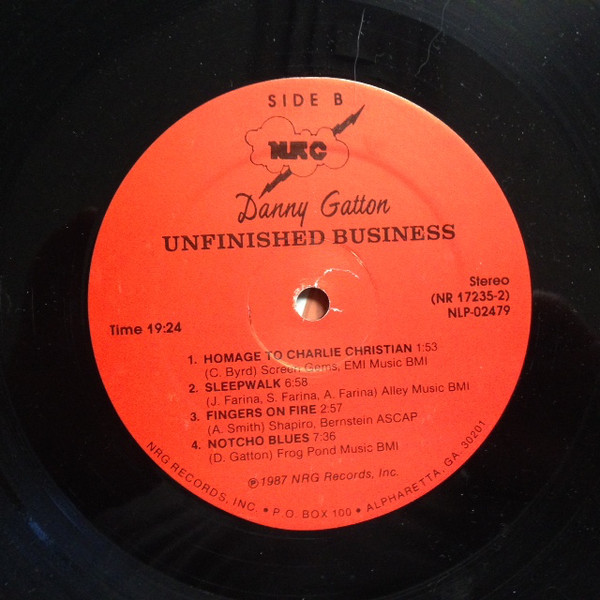 SIDE B
NRG
Danny Gatton
UNFINISHED BUSINESS
Stereo
(NR 17235-2)
NLP-02479
Time 19:24
1. HOMAGE TO CHARLIE CHRISTIAN 1:53
(C. Byrd) Screen Gems, EMI Music BMI
2. SLEEPWALK 6:58
(J. Farina, S. Farina, A. Farina) Alley Music BMI
3. FINGERS ON FIRE 2:57
(A. Smith) Shapiro, Bernstein ASCAP
4. NOTCHO BLUES 7:36
(D. Gatton) Frog Pond Music BMI
℗1987 NRG Records, Inc.
NRG RECORDS, INC. • P.O. BOX 100 • ALPHARETTA, GA. 30201